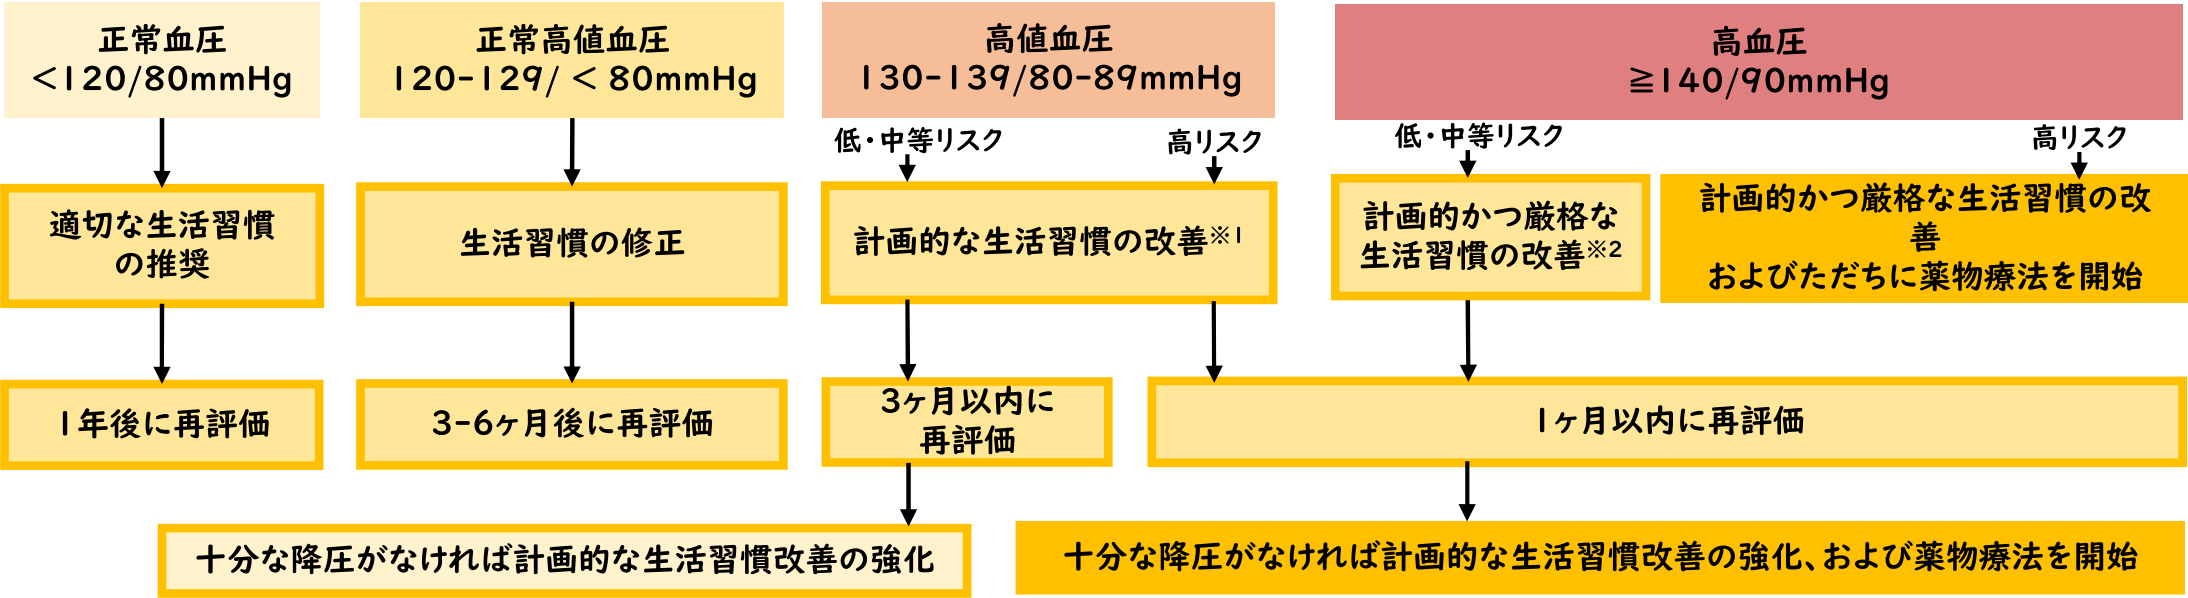 正常血圧
＜120/80mmHg
正常高値血圧
120-129/ ＜ 80mmHg
高値血圧
130-139/80-89mmHg
高血圧
≧140/90mmHg
低・中等リスク
高リスク
低・中等リスク
高リスク
適切な生活習慣
の推奨
生活習慣の修正
計画的な生活習慣の改善※1
計画的かつ厳格な
生活習慣の改善※2
計画的かつ厳格な生活習慣の改
善
およびただちに薬物療法を開始
1年後に再評価
3-6ヶ月後に再評価
3ヶ月以内に
再評価
1ヶ月以内に再評価
十分な降圧がなければ計画的な生活習慣改善の強化
十分な降圧がなければ計画的な生活習慣改善の強化、および薬物療法を開始